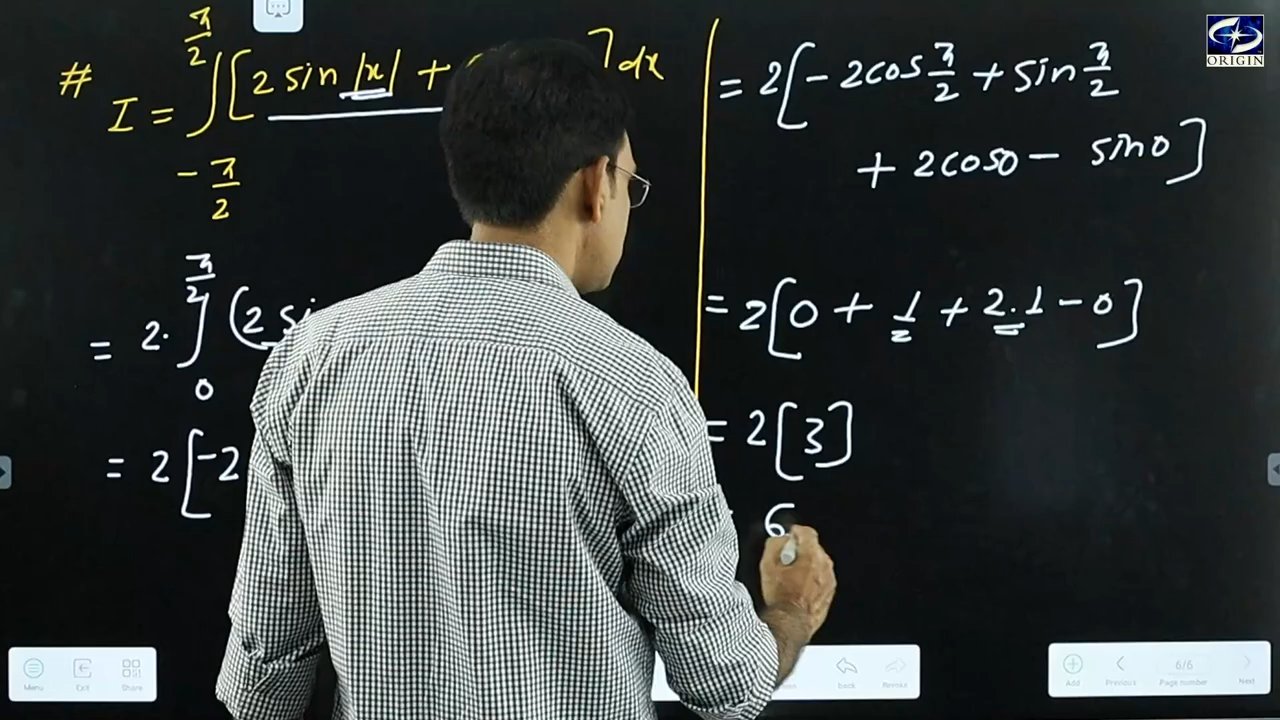 # I = ∫ π/2 -π/2 [2 sin|x| + ] dx
= 2. ∫ π/2 0 (2 si
= 2 [-2
= 2 [- 2cos π/2 + sin π/2
+ 2cos0 - sin0]
= 2 [0 + 1 + 2.1 - 0]
= 2 [3]
6
ORIGIN
Menu Exit Share
back
Add Previous 6/6 Page number Next